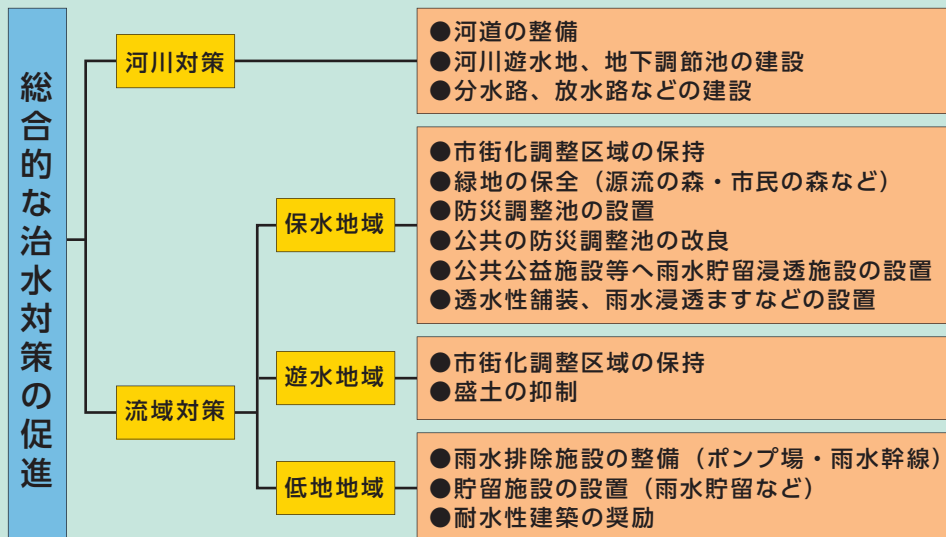 総合的な治水対策の促進
河川対策
●河道の整備
●河川遊水地、地下調節池の建設
●分水路、放水路などの建設
流域対策
保水地域
●市街化調整区域の保持
●緑地の保全（源流の森・市民の森など）
●防災調整池の設置
●公共の防災調整池の改良
●公共公益施設等へ雨水貯留浸透施設の設置
●透水性舗装、雨水浸透ますなどの設置
遊水地域
●市街化調整区域の保持
●盛土の抑制
低地地域
●雨水排除施設の整備（ポンプ場・雨水幹線）
●貯留施設の設置（雨水貯留など）
●耐水性建築の奨励